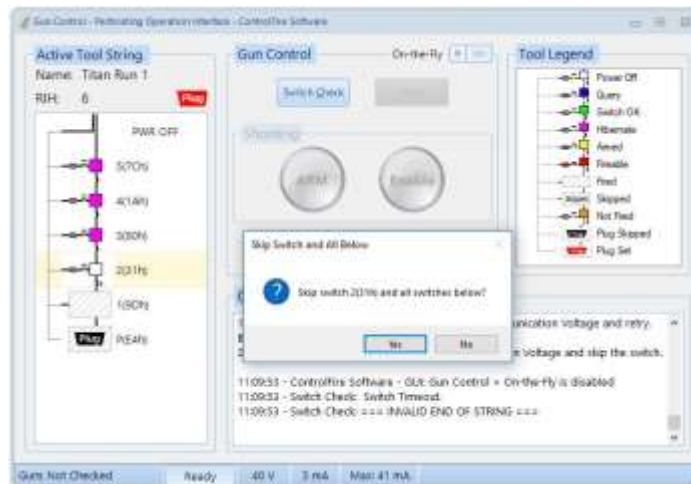 Gun Control - Perforating Operation Interface - ControlFire Software
Active Tool String
Name: Titan Run 1
RIH: 6
Plug
PWR OFF
5(7Ch)
4(1Ah)
3(80h)
2(31h)
1(9Dh)
Plug
P(E4h)
Gun Control
On-the-Fly
Switch Check
Shooting
ARM
Enable
Tool Legend
Power Off
Query
Switch OK
Hibernate
Armed
Fireable
Fired
Skipped
Not Fired
Plug Skipped
Plug Set
Skip Switch and All Below
Skip switch 2(31h) and all switches below?
Yes
No
unication voltage and retry.
voltage and skip the switch.
11:09:53 - ControlFire Software - GUI: Gun Control » On-the-Fly is disabled
11:09:53 - Switch Check: Switch Timeout.
11:09:53 - Switch Check: === INVALID END OF STRING ===
Guns Not Checked
Ready
40 V
3 mA
Max: 41 mA